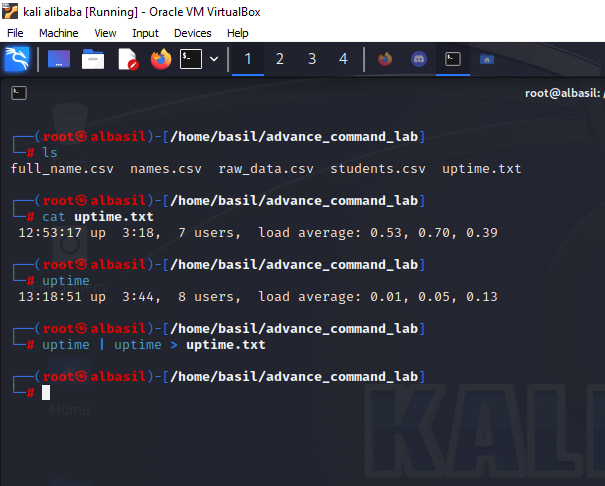 kali alibaba [Running] - Oracle VM VirtualBox
File Machine View Input Devices Help
1 2 3 4
root@albasil: /
┌──(root㉿albasil)-[/home/basil/advance_command_lab]
└─# ls
full_name.csv names.csv raw_data.csv students.csv uptime.txt
┌──(root㉿albasil)-[/home/basil/advance_command_lab]
└─# cat uptime.txt
12:53:17 up 3:18, 7 users, load average: 0.53, 0.70, 0.39
┌──(root㉿albasil)-[/home/basil/advance_command_lab]
└─# uptime
13:18:51 up 3:44, 8 users, load average: 0.01, 0.05, 0.13
┌──(root㉿albasil)-[/home/basil/advance_command_lab]
└─# uptime | uptime > uptime.txt
┌──(root㉿albasil)-[/home/basil/advance_command_lab]
└─#
Home
KALI